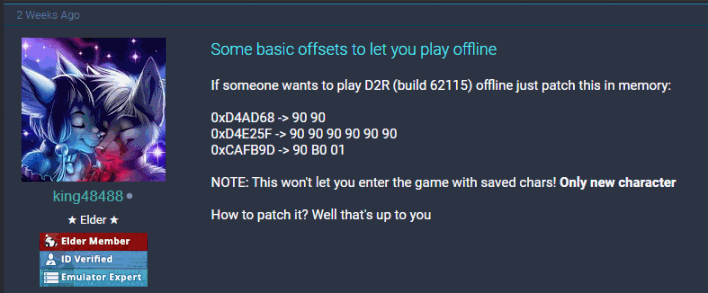 2 Weeks Ago
Some basic offsets to let you play offline
If someone wants to play D2R (build 62115) offline just patch this in memory:
0xD4AD68 -> 90 90
0xD4E25F -> 90 90 90 90 90 90
0xCAFB9D -> 90 B0 01
NOTE: This won't let you enter the game with saved chars! Only new character
How to patch it? Well that's up to you
king48488
★ Elder ★
Elder Member
ID Verified
Emulator Expert